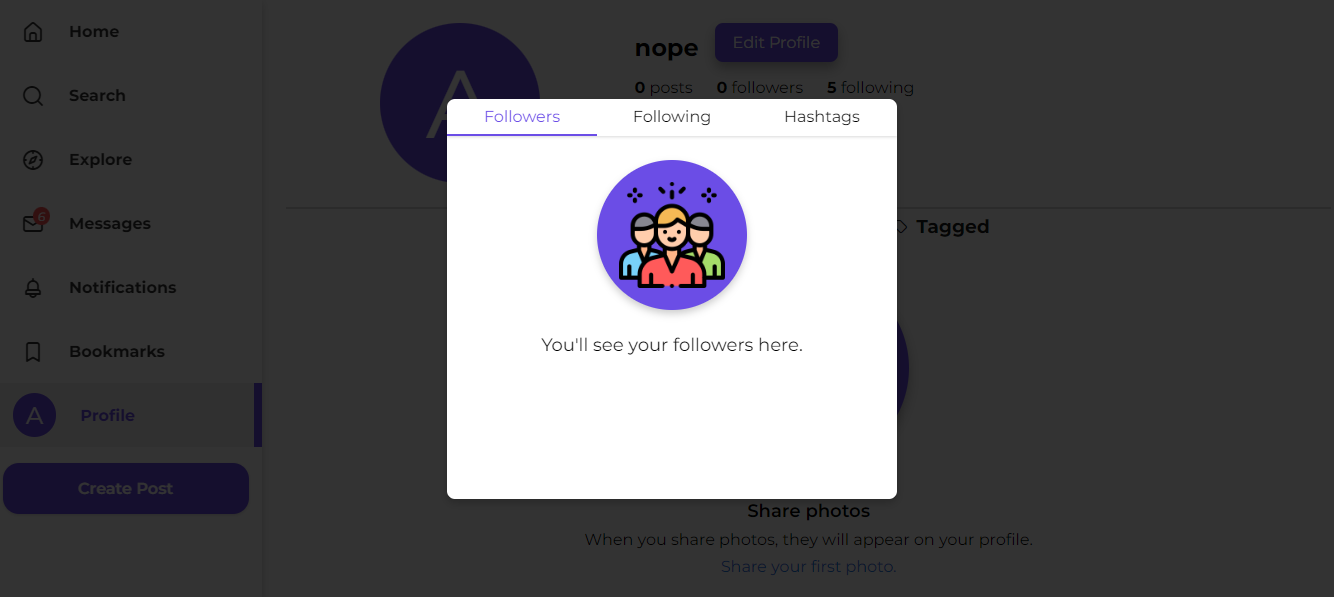 Home
Search
Explore
6
Messages
Notifications
Bookmarks
A
Profile
Create Post
A
nope
Edit Profile
0 posts 0 followers 5 following
Followers Following Hashtags
Tagged
You'll see your followers here.
Share photos
When you share photos, they will appear on your profile.
Share your first photo.